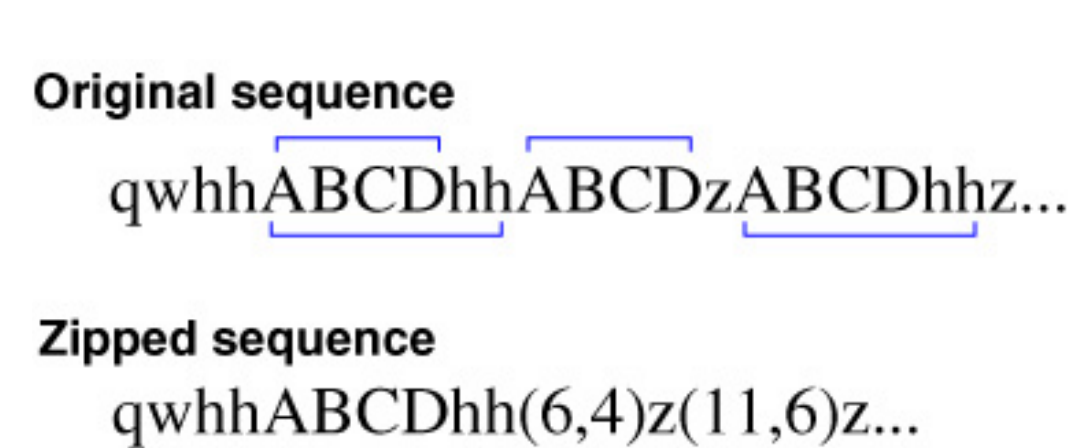 Original sequence
qwhhABCDhhABCDzABCDhhz...
Zipped sequence
qwhhABCDhh(6,4)z(11,6)z...